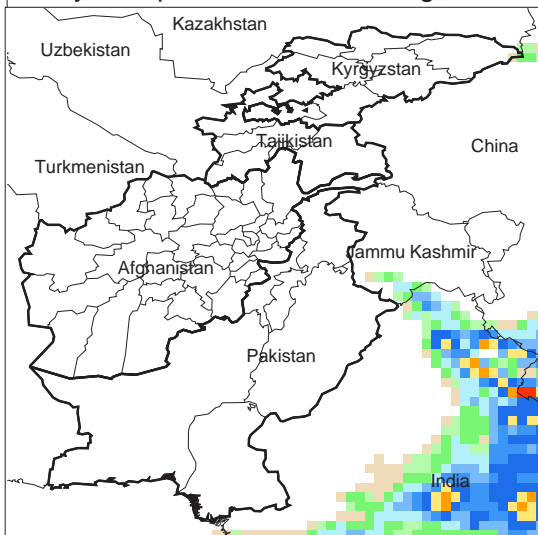 Kazakhstan
Uzbekistan
Kyrgyzstan
Tajikistan
China
Turkmenistan
Jammu Kashmir
Afghanistan
Pakistan
India